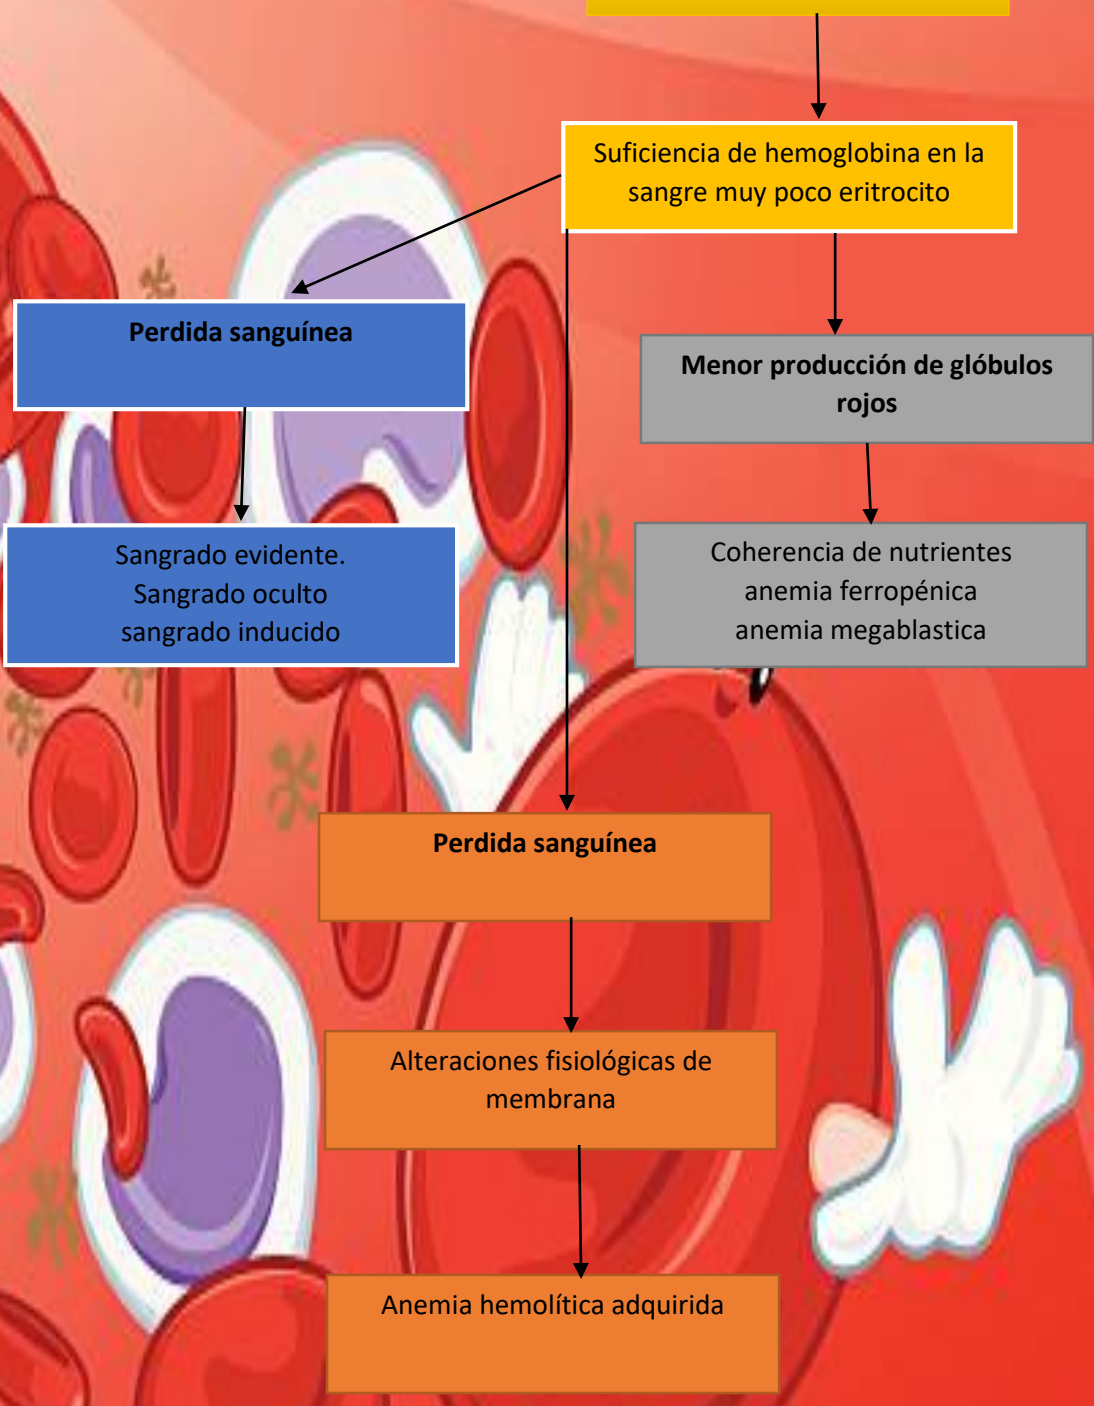 Suficiencia de hemoglobina en la
sangre muy poco eritrocito
Perdida sanguínea
Menor producción de glóbulos
rojos
Sangrado evidente.
Sangrado oculto
sangrado inducido
Coherencia de nutrientes
anemia ferropénica
anemia megablastica
Perdida sanguínea
Alteraciones fisiológicas de
membrana
Anemia hemolítica adquirida